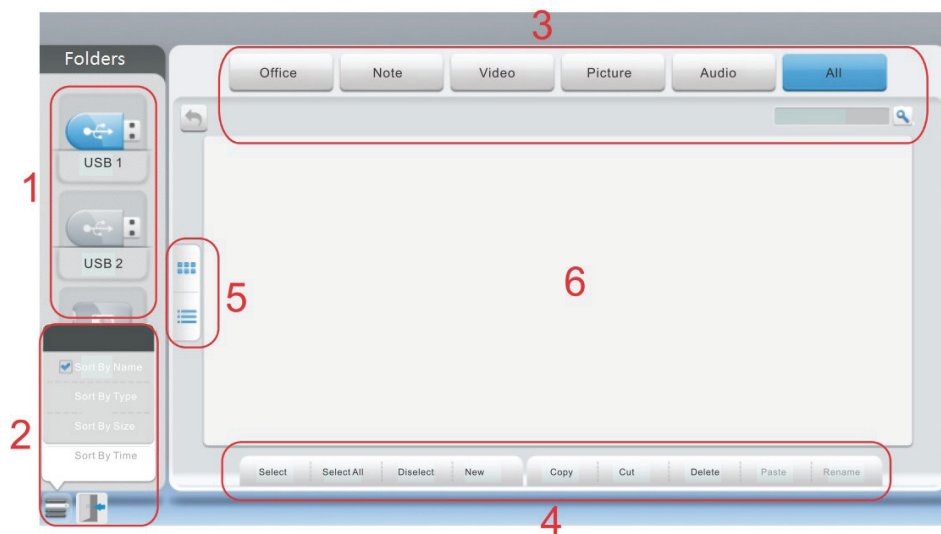 3
Folders
Office Note Video Picture Audio All
USB 1
1
USB 2
5
6
Sort By Name
Sort By Type
2
Sort By Size
Sort By Time
Select Select All Diselect New Copy Cut Delete Paste Rename
4